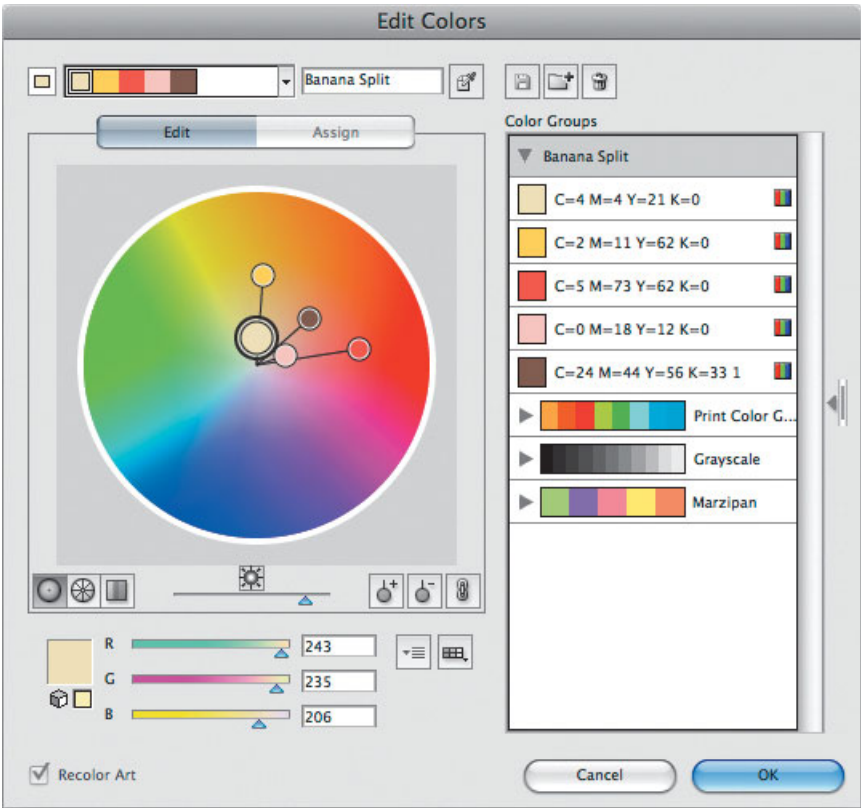 Edit Colors
Banana Split
Edit
Assign
Color Groups
Banana Split
C=4 M=4 Y=21 K=0
C=2 M=11 Y=62 K=0
C=5 M=73 Y=62 K=0
C=0 M=18 Y=12 K=0
C=24 M=44 Y=56 K=33 1
Print Color G...
Grayscale
Marzipan
R 243
G 235
B 206
Recolor Art
Cancel
OK